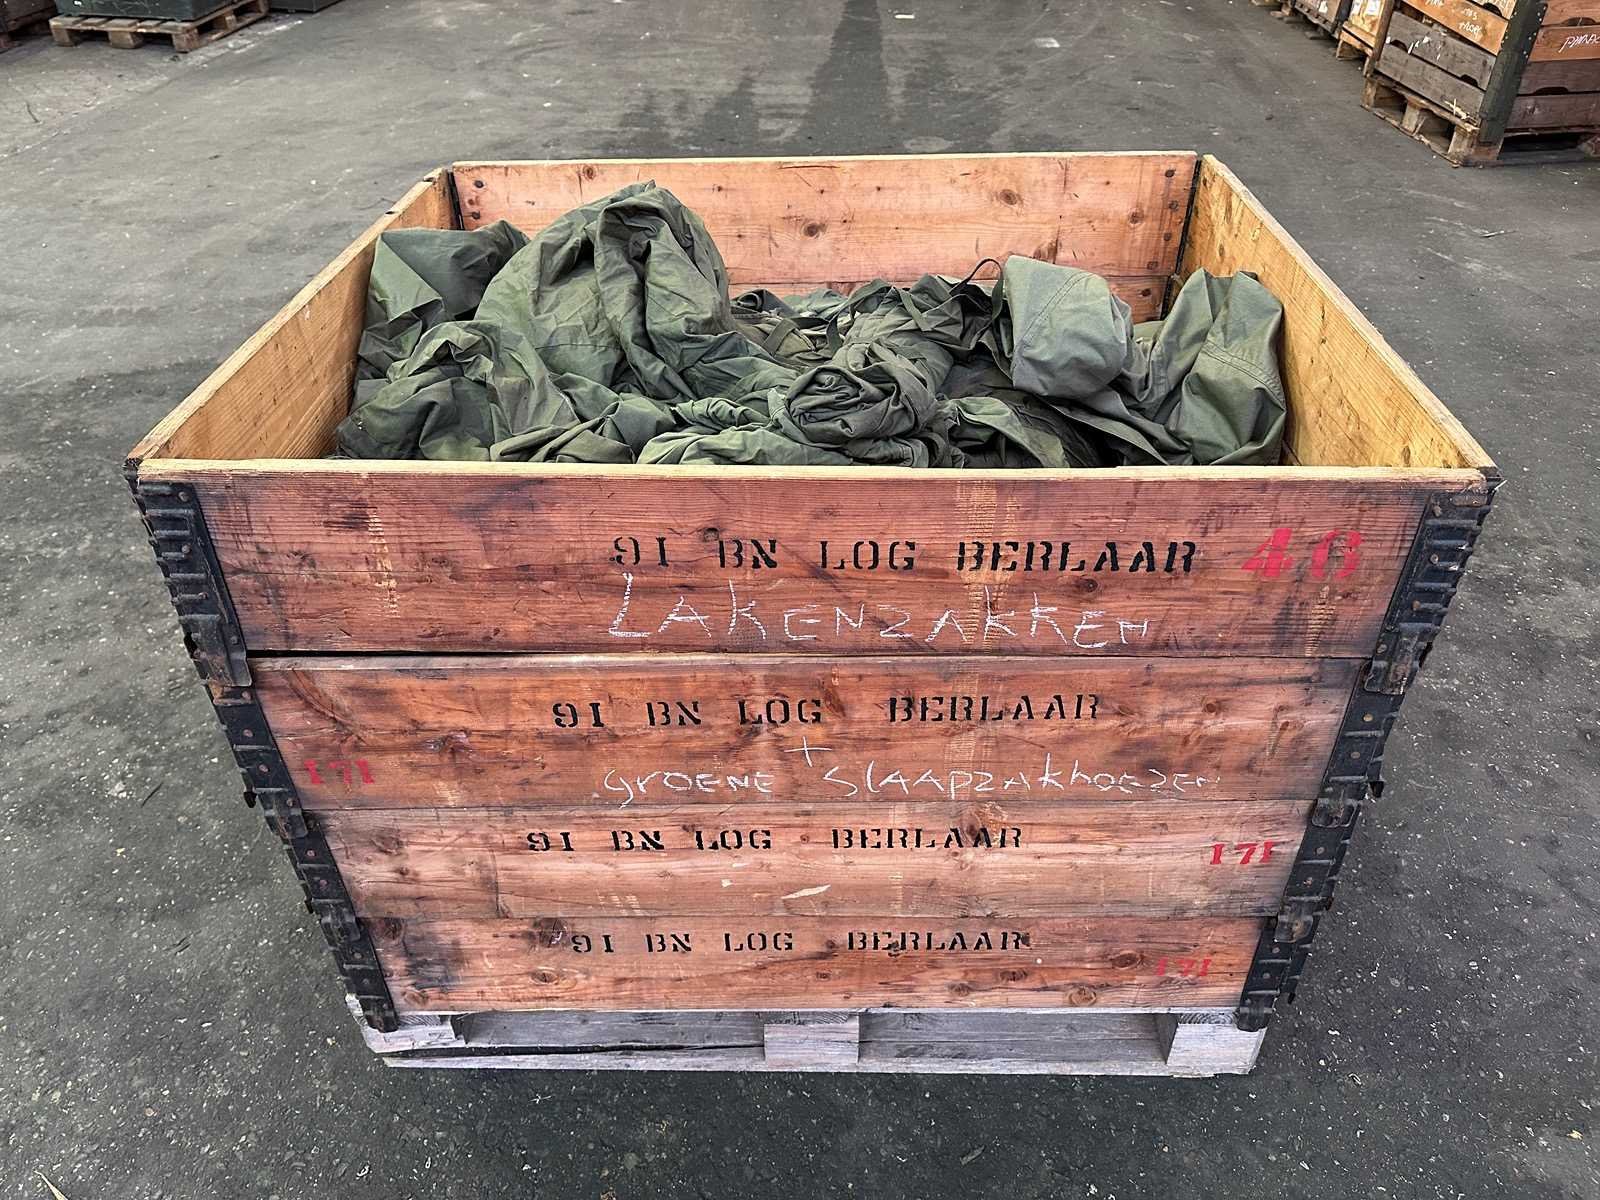 91 BN LOG BERLAAR 46
LAKENZAKKEN
91 BN LOG BERLAAR
+
171 grOENE SlAAPzAkhOEzEN
91 BN LOG BERLAAR
171
91 BN LOG BERLAAR
171